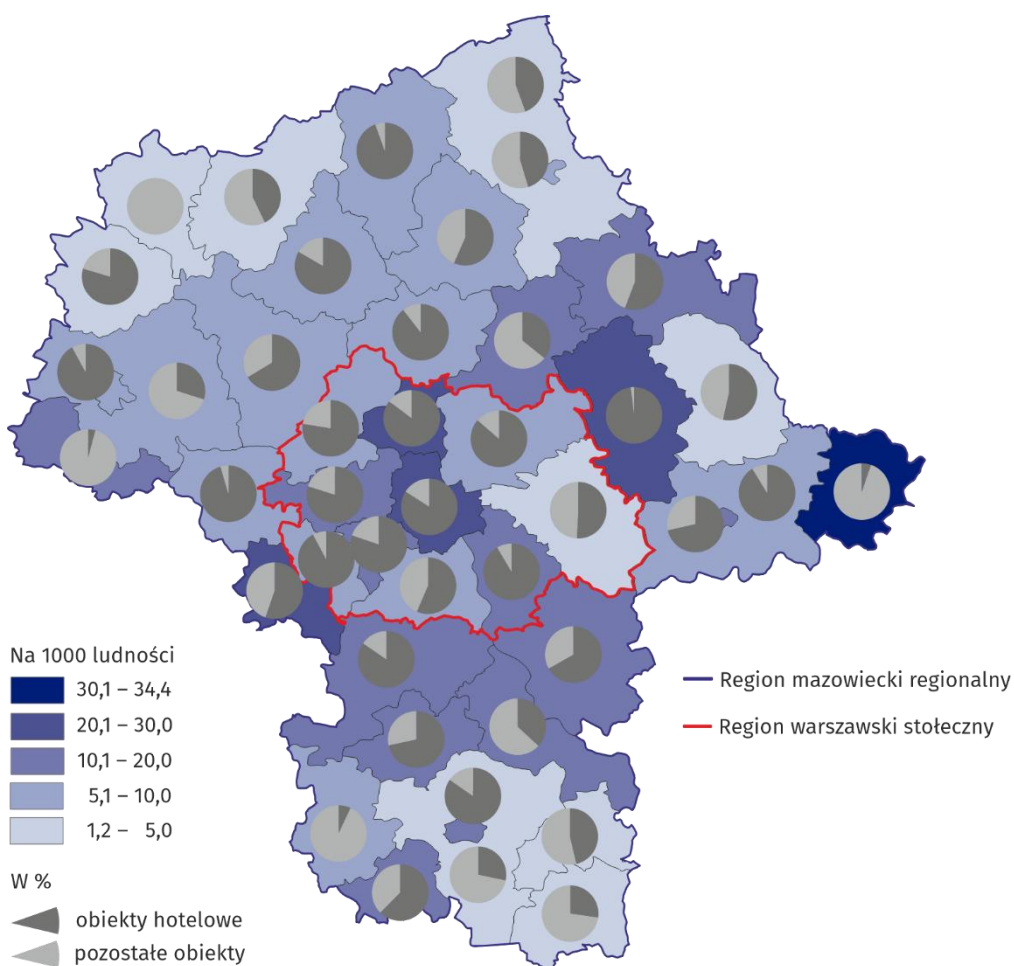 Na 1000 ludności
30,1 – 34,4
20,1 – 30,0
10,1 – 20,0
5,1 – 10,0
1,2 – 5,0
W %
obiekty hotelowe
pozostałe obiekty
Region mazowiecki regionalny
Region warszawski stołeczny